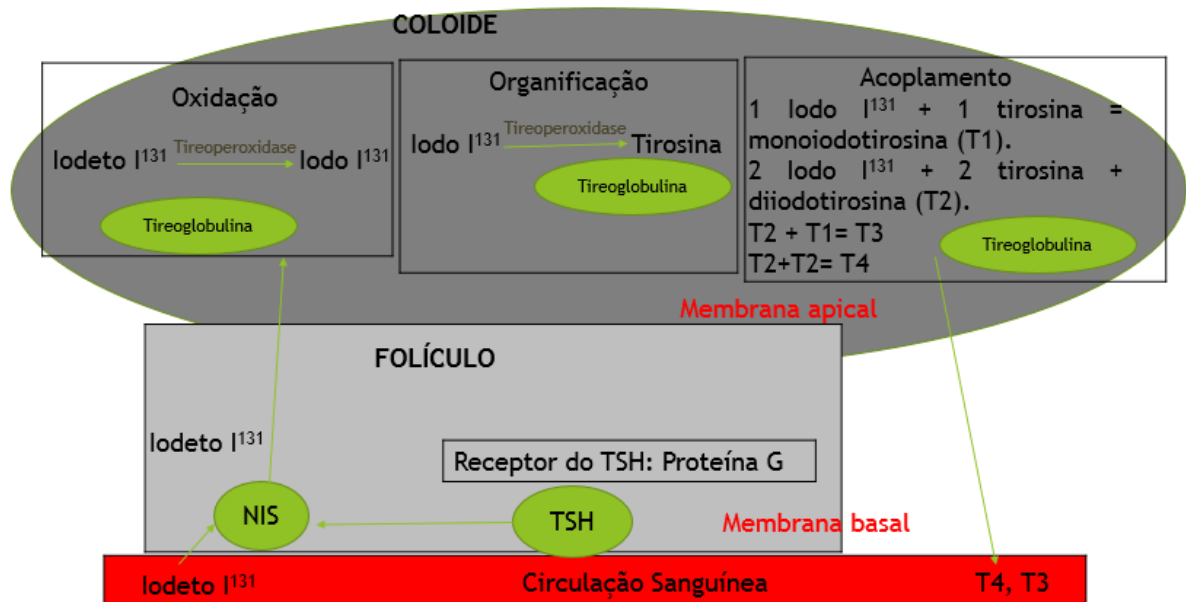 COLOIDE
Oxidação
Iodeto I¹³¹ Tireoperoxidase Iodo I¹³¹
Tireoglobulina
Organificação
Iodo I¹³¹ Tireoperoxidase Tirosina
Tireoglobulina
Acoplamento
1 Iodo I¹³¹ + 1 tirosina =
monoiodotirosina (T1).
2 Iodo I¹³¹ + 2 tirosina +
diiodotirosina (T2).
T2 + T1= T3
T2+T2= T4
Tireoglobulina
Membrana apical
FOLÍCULO
Iodeto I¹³¹
Receptor do TSH: Proteína G
NIS
TSH
Membrana basal
Iodeto I¹³¹
Circulação Sanguínea
T4, T3